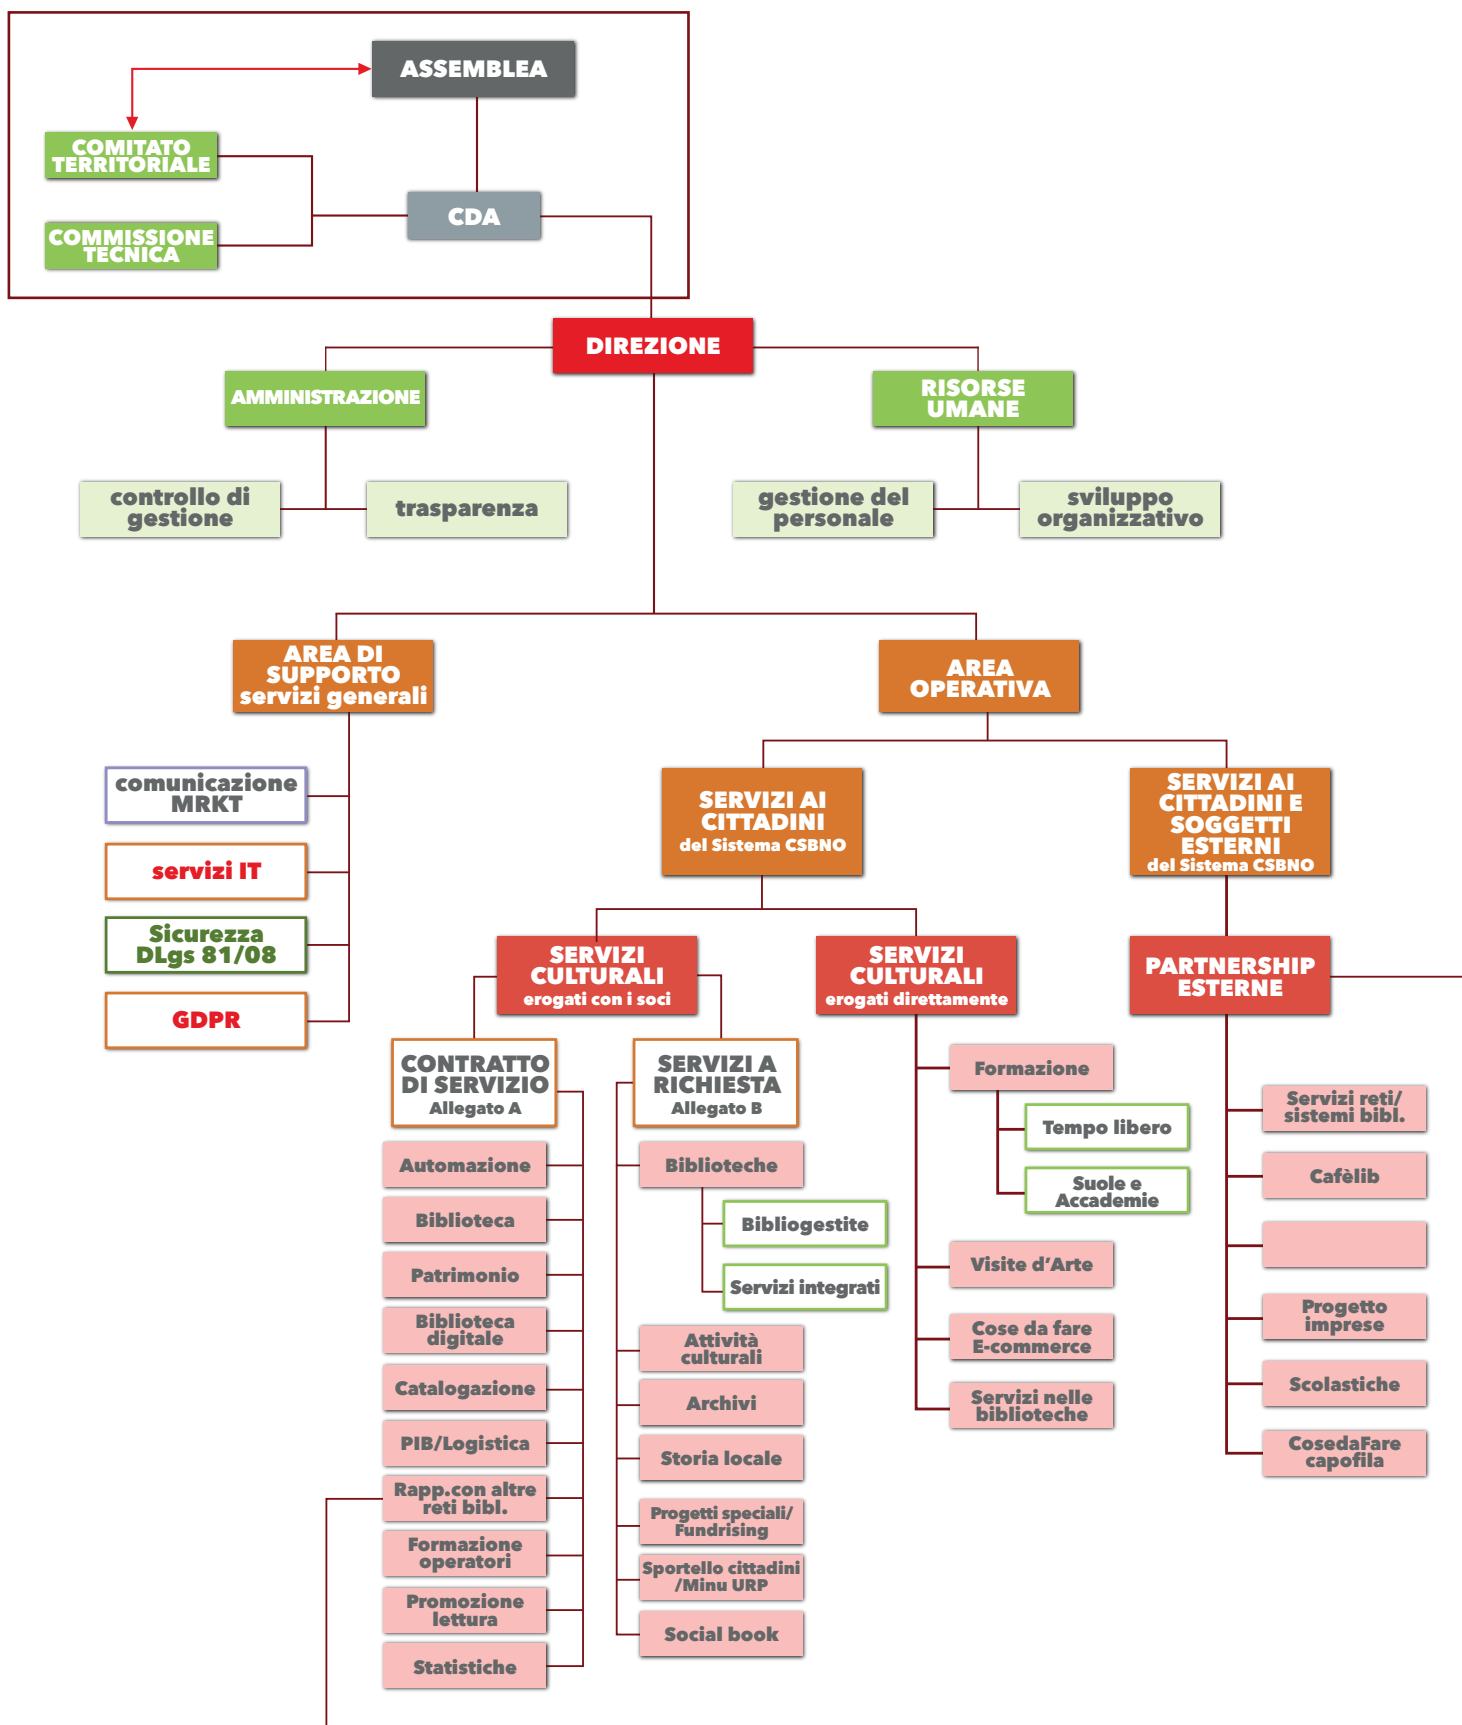 ASSEMBLEA
COMITATO
TERRITORIALE
CDA
COMMISSIONE
TECNICA
DIREZIONE
AMMINISTRAZIONE
RISORSE
UMANE
controllo di
gestione
trasparenza
gestione del
personale
sviluppo
organizzativo
AREA DI
SUPPORTO
servizi generali
AREA
OPERATIVA
comunicazione
MRKT
servizi IT
Sicurezza
DLgs 81/08
GDPR
SERVIZI AI
CITTADINI
del Sistema CSBNO
SERVIZI AI
CITTADINI E
SOGGETTI
ESTERNI
del Sistema CSBNO
SERVIZI
CULTURALI
erogati con i soci
SERVIZI
CULTURALI
erogati direttamente
PARTNERSHIP
ESTERNE
CONTRATTO
DI SERVIZIO
Allegato A
Automazione
Biblioteca
Patrimonio
Biblioteca
digitale
Catalogazione
PIB/Logistica
Rapp.con altre
reti bibl.
Formazione
operatori
Promozione
lettura
Statistiche
SERVIZI A
RICHIESTA
Allegato B
Biblioteche
Bibliogestite
Servizi integrati
Attività
culturali
Archivi
Storia locale
Progetti speciali/
Fundrising
Sportello cittadini
/Minu URP
Social book
Formazione
Tempo libero
Suole e
Accademie
Visite d'Arte
Cose da fare
E-commerce
Servizi nelle
biblioteche
Servizi reti/
sistemi bibl.
Cafèlib
Progetto
imprese
Scolastiche
CosedaFare
capofila